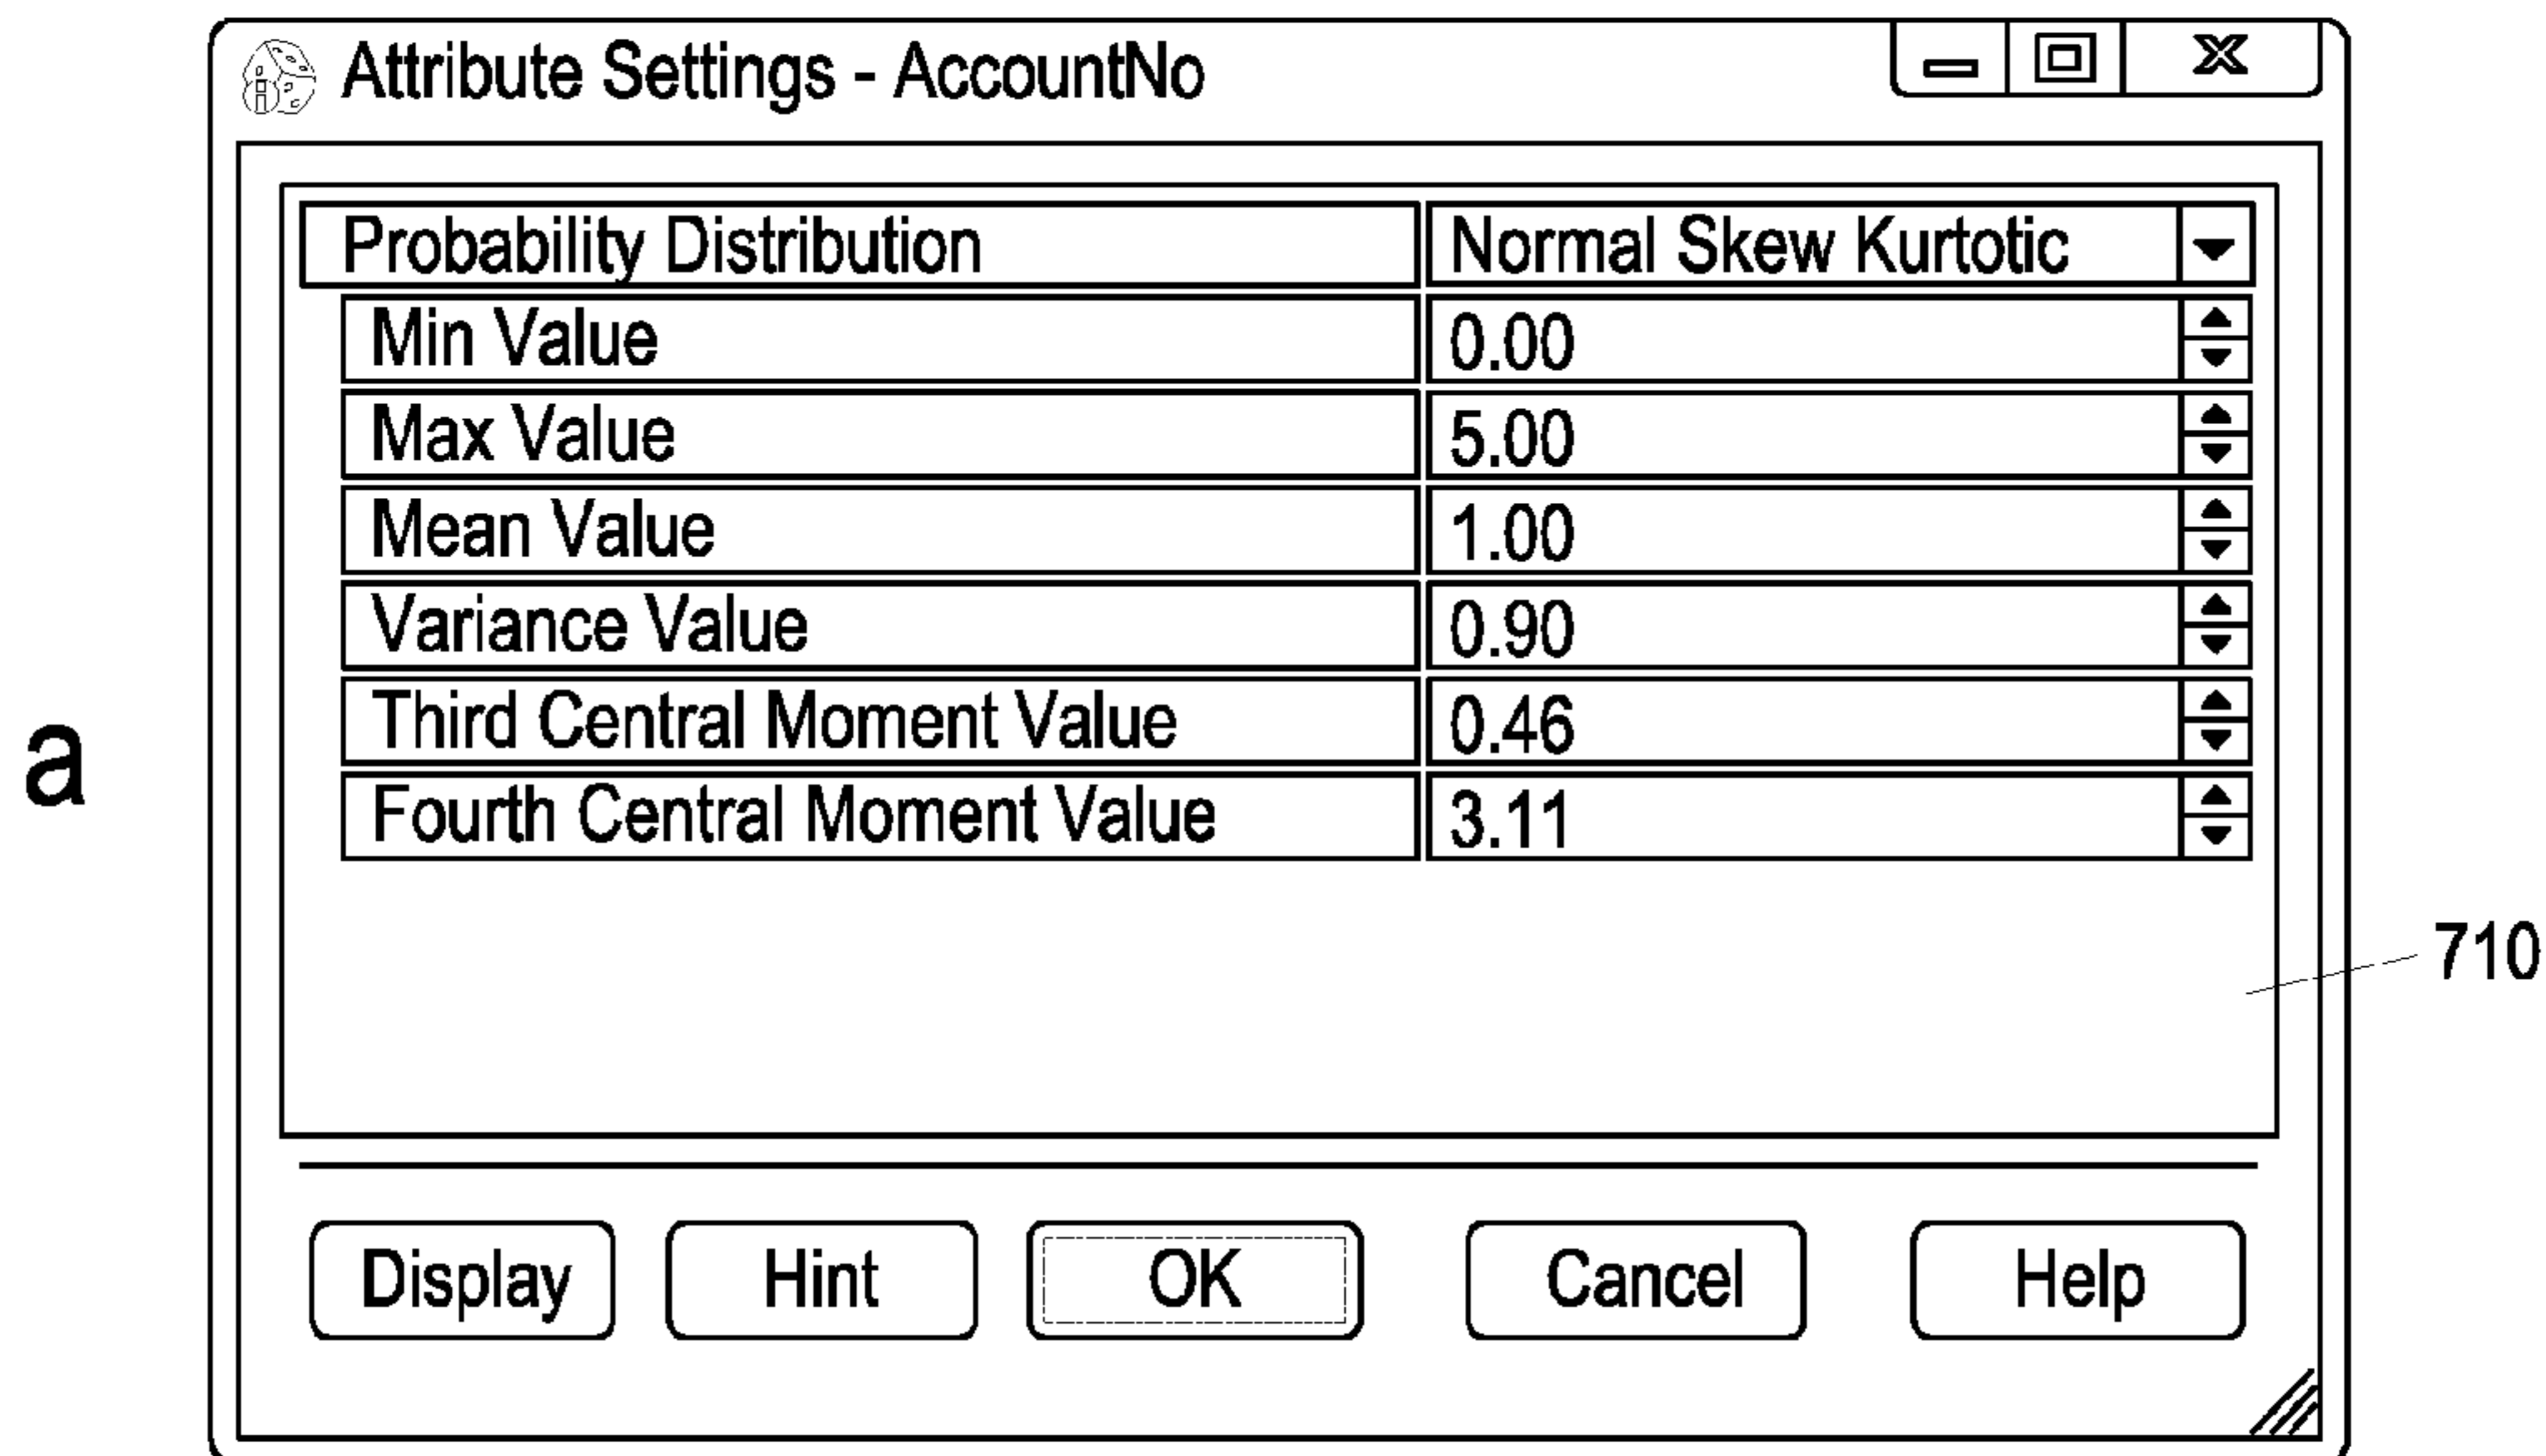 Attribute Settings - AccountNo
Probability Distribution Normal Skew Kurtotic
Min Value 0.00
Max Value 5.00
Mean Value 1.00
Variance Value 0.90
Third Central Moment Value 0.46
a
Fourth Central Moment Value 3.11
710
Display Hint OK Cancel Help